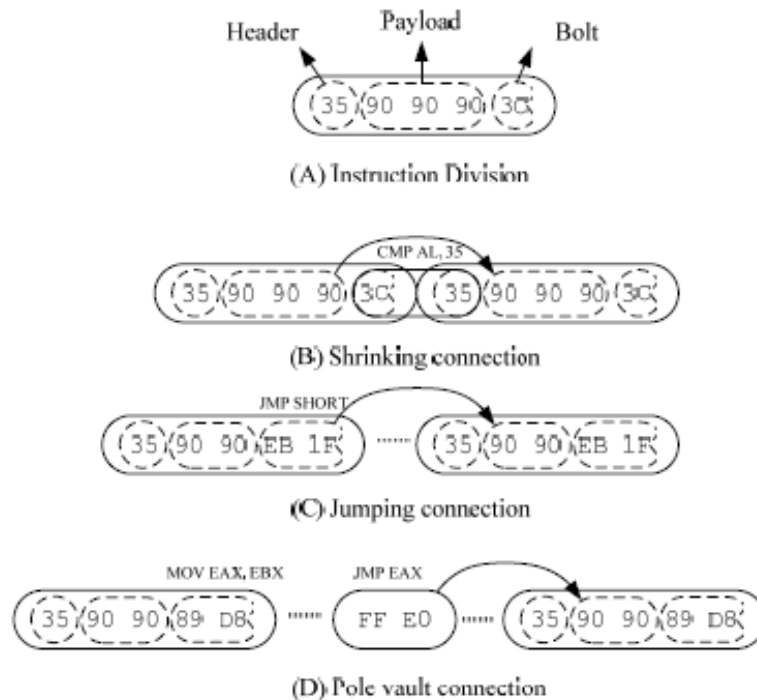 Header Payload Bolt
35 90 90 90 3C
(A) Instruction Division
CMP AL, 35
35 90 90 90 3C 35 90 90 90 3C
(B) Shrinking connection
JMP SHORT
35 90 90 EB 1F ...... 35 90 90 EB 1F
(C) Jumping connection
MOV EAX, EBX JMP EAX
35 90 90 89 D8 ...... FF E0 ...... 35 90 90 89 D8
(D) Pole vault connection